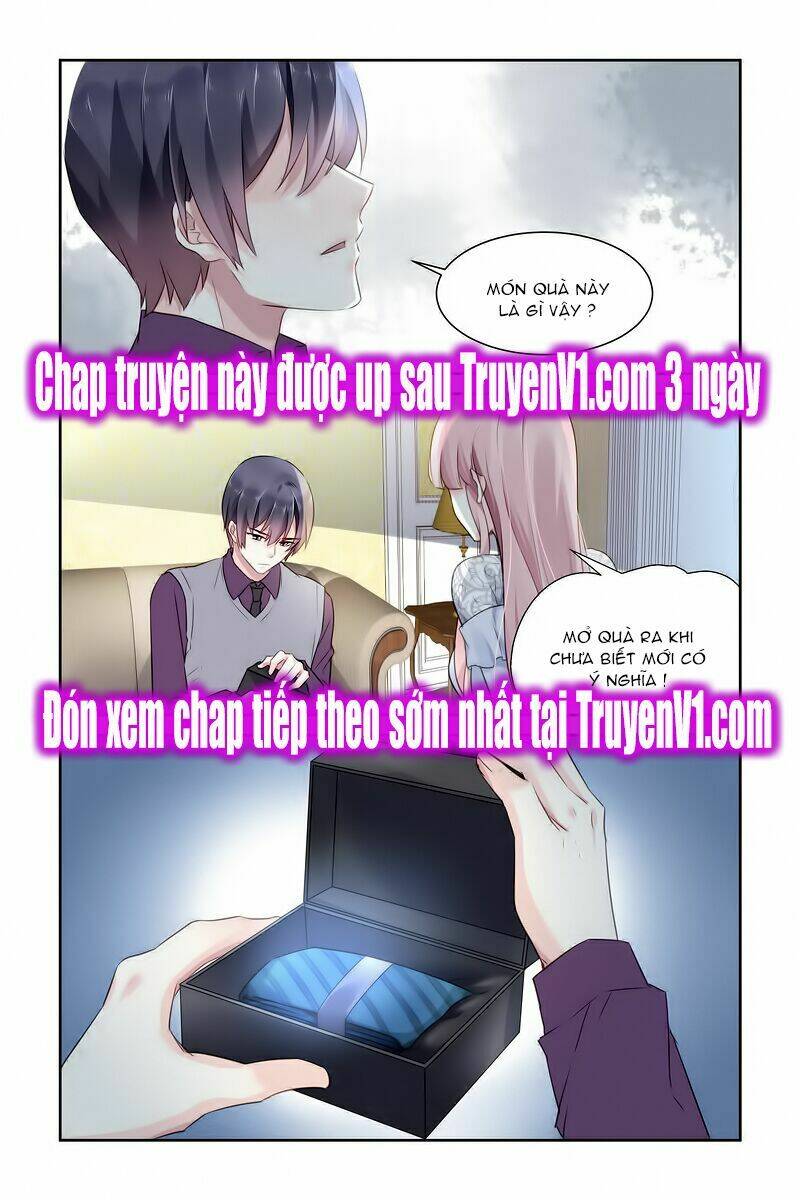 MÓN QUÀ NÀY
LÀ GÌ VẬY ?
Chap truyện này được up sau TruyenV1.com 3 ngày
MỞ QUÀ RA KHI
CHƯA BIẾT MỚI CÓ
Ý NGHĨA !
Đón xem chap tiếp theo sớm nhất tại TruyenV1.com